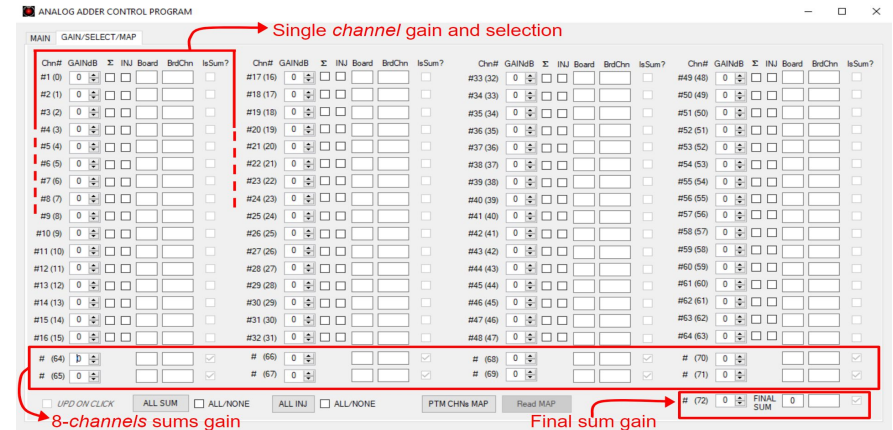 ANALOG ADDER CONTROL PROGRAM
Single channel gain and selection
MAIN GAIN/SELECT/MAP
Chn# GAINdB Σ INJ Board BrdChn IsSum? Chn# GAINdB Σ INJ Board BrdChn IsSum? Chn# GAINdB Σ INJ Board BrdChn IsSum? Chn# GAINdB Σ INJ Board BrdChn IsSum?
#1 (0) 0 #17 (16) 0 #33 (32) 0 #49 (48) 0
#2 (1) 0 #18 (17) 0 #34 (33) 0 #50 (49) 0
#3 (2) 0 #19 (18) 0 #35 (34) 0 #51 (50) 0
#4 (3) 0 #20 (19) 0 #36 (35) 0 #52 (51) 0
#5 (4) 0 #21 (20) 0 #37 (36) 0 #53 (52) 0
#6 (5) 0 #22 (21) 0 #38 (37) 0 #54 (53) 0
#7 (6) 0 #23 (22) 0 #39 (38) 0 #55 (54) 0
#8 (7) 0 #24 (23) 0 #40 (39) 0 #56 (55) 0
#9 (8) 0 #25 (24) 0 #41 (40) 0 #57 (56) 0
#10 (9) 0 #26 (25) 0 #42 (41) 0 #58 (57) 0
#11 (10) 0 #27 (26) 0 #43 (42) 0 #59 (58) 0
#12 (11) 0 #28 (27) 0 #44 (43) 0 #60 (59) 0
#13 (12) 0 #29 (28) 0 #45 (44) 0 #61 (60) 0
#14 (13) 0 #30 (29) 0 #46 (45) 0 #62 (61) 0
#15 (14) 0 #31 (30) 0 #47 (46) 0 #63 (62) 0
#16 (15) 0 #32 (31) 0 #48 (47) 0 #64 (63) 0
# (64) 0 # (66) 0 # (68) 0 # (70) 0
# (65) 0 # (67) 0 # (69) 0 # (71) 0
UPD ON CLICK ALL SUM ALL/NONE ALL INJ ALL/NONE PTM CHNs MAP Read MAP # (72) 0 FINAL SUM 0
8-channels sums gain Final sum gain